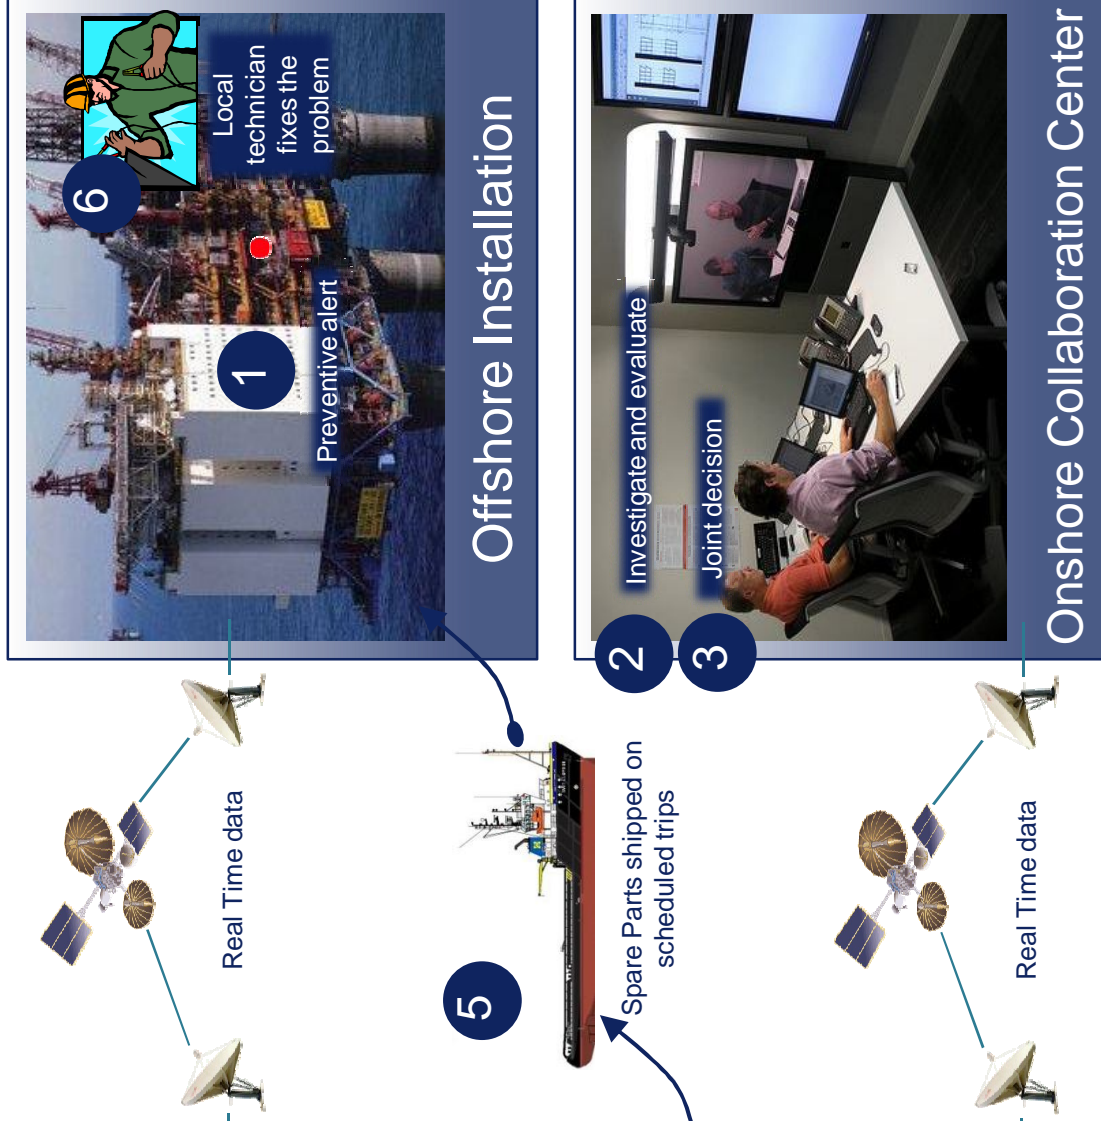 6
Local
technician
fixes the
problem
1
Preventive alert
Offshore Installation
2
Investigate and evaluate
3
Joint decision
Onshore Collaboration Center
Real Time data
5
Spare Parts shipped on
scheduled trips
Real Time data